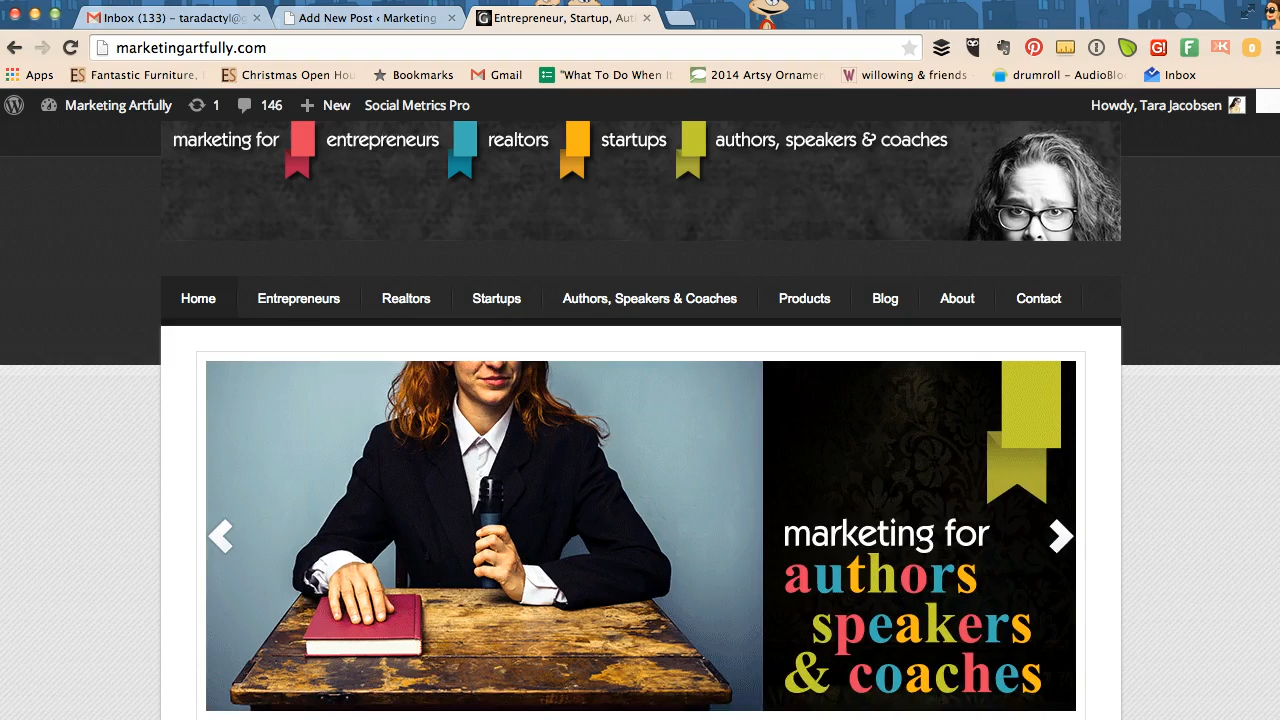 Inbox (133) – taradactyl@g
Add New Post ‹ Marketing
Entrepreneur, Startup, Aut
marketingartfully.com
Apps
Fantastic Furniture,
Christmas Open Hou
Bookmarks
Gmail
"What To Do When I
2014 Artsy Ornamen
willowing & friends
drumroll – AudioBlo
Inbox
Marketing Artfully
1
146
New
Social Metrics Pro
Howdy, Tara Jacobsen
marketing for
entrepreneurs
realtors
startups
authors, speakers & coaches
Home
Entrepreneurs
Realtors
Startups
Authors, Speakers & Coaches
Products
Blog
About
Contact
marketing for
authors
speakers
& coaches